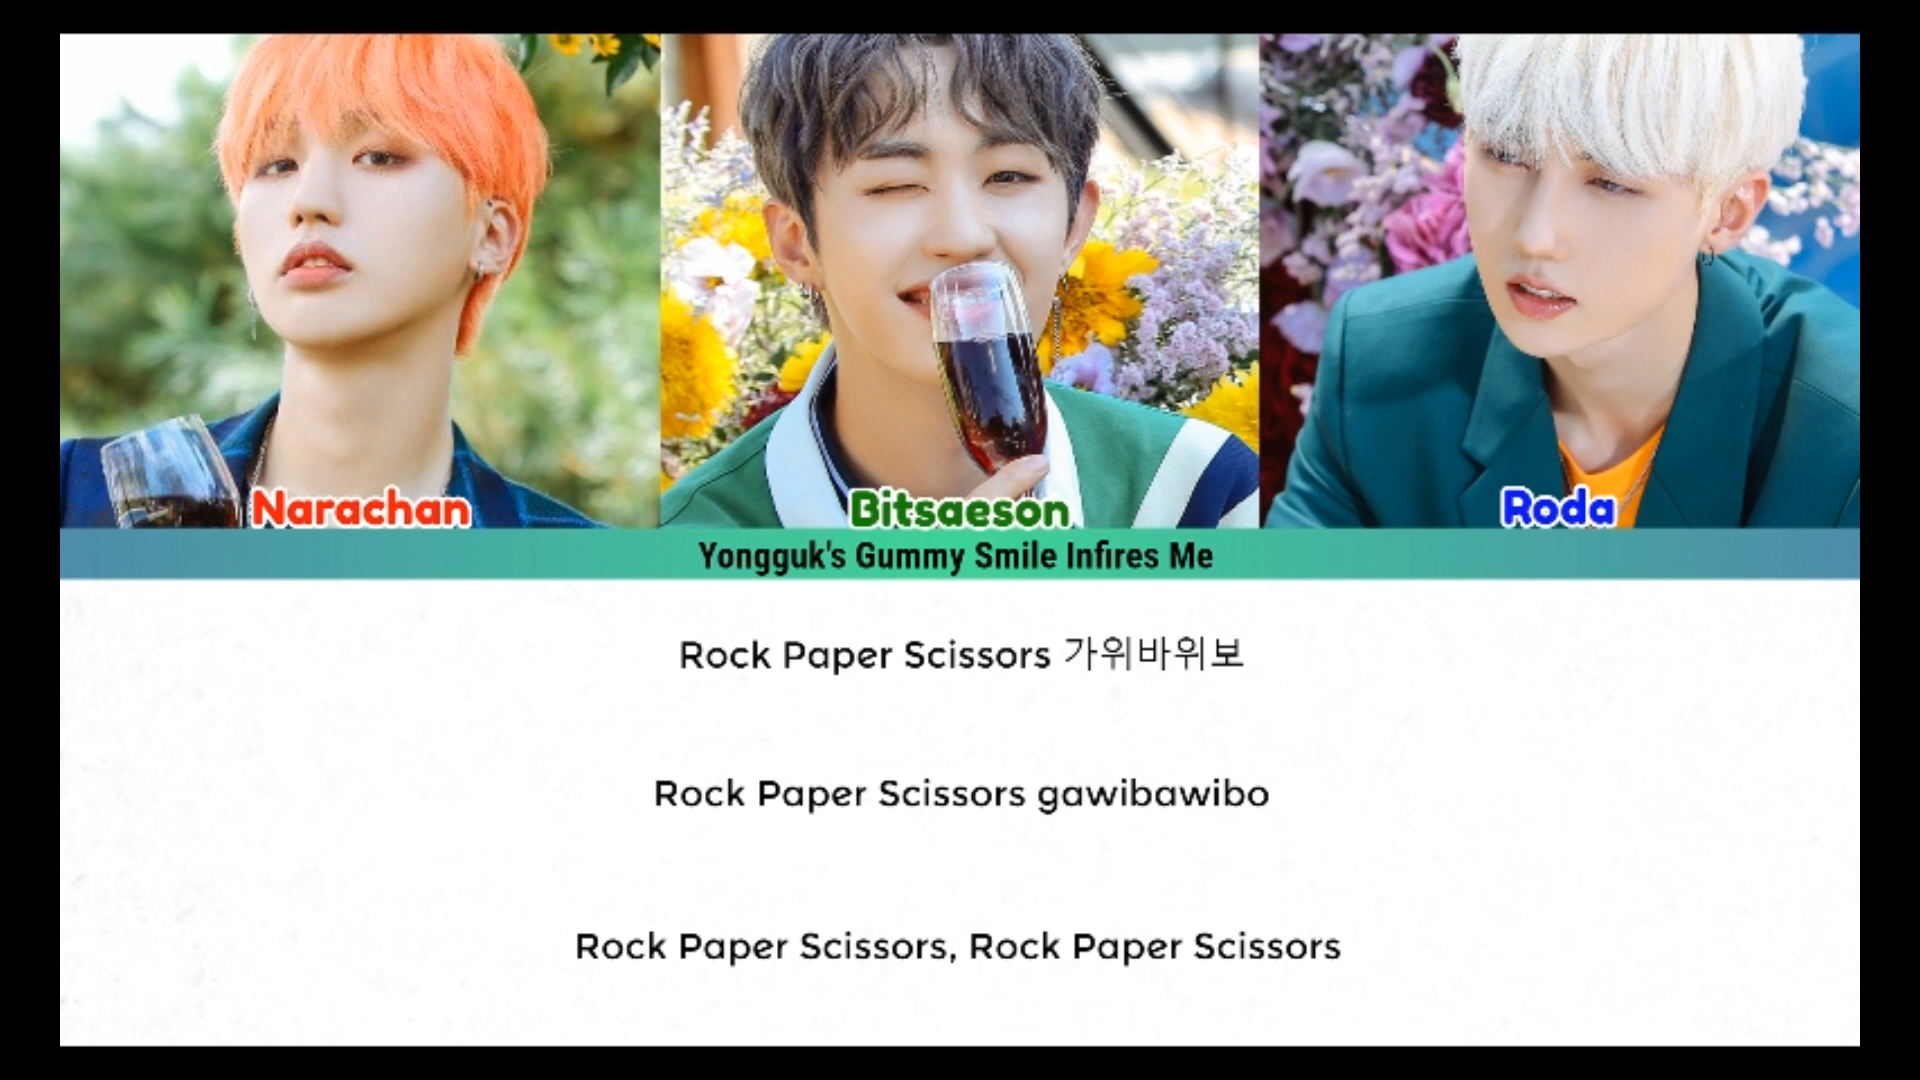 Narachan
Bitsaeson
Roda
Yongguk's Gummy Smile Infires Me
Rock Paper Scissors 가위바위보
Rock Paper Scissors gawibawibo
Rock Paper Scissors, Rock Paper Scissors